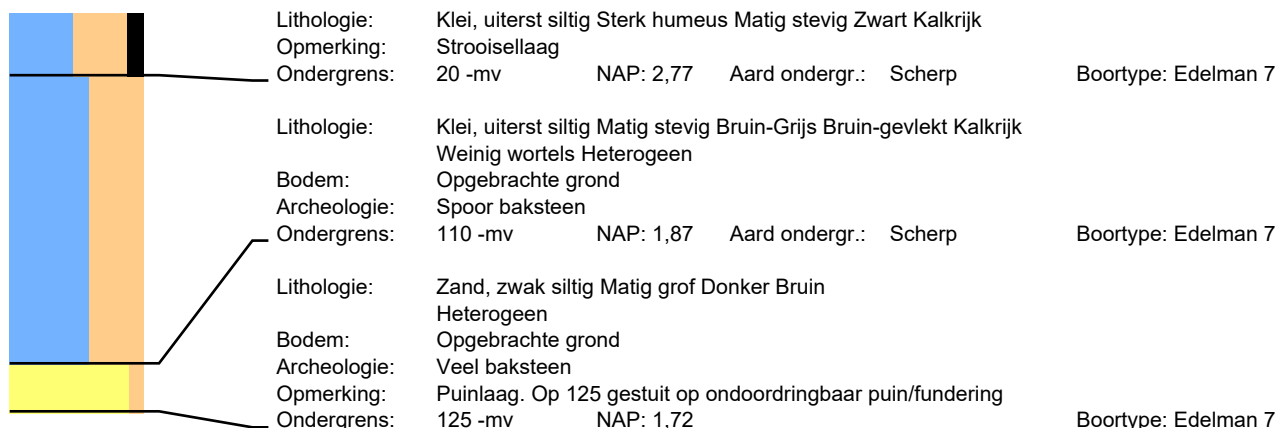 Lithologie: Klei, uiterst siltig Sterk humeus Matig stevig Zwart Kalkrijk
Opmerking: Strooisellaag
Ondergrens: 20 -mv NAP: 2,77 Aard ondergr.: Scherp Boortype: Edelman 7
Lithologie: Klei, uiterst siltig Matig stevig Bruin-Grijs Bruin-gevlekt Kalkrijk
Weinig wortels Heterogeen
Bodem: Opgebrachte grond
Archeologie: Spoor baksteen
Ondergrens: 110 -mv NAP: 1,87 Aard ondergr.: Scherp Boortype: Edelman 7
Lithologie: Zand, zwak siltig Matig grof Donker Bruin
Heterogeen
Bodem: Opgebrachte grond
Archeologie: Veel baksteen
Opmerking: Puinlaag. Op 125 gestuit op ondoordringbaar puin/fundering
Ondergrens: 125 -mv NAP: 1,72 Boortype: Edelman 7